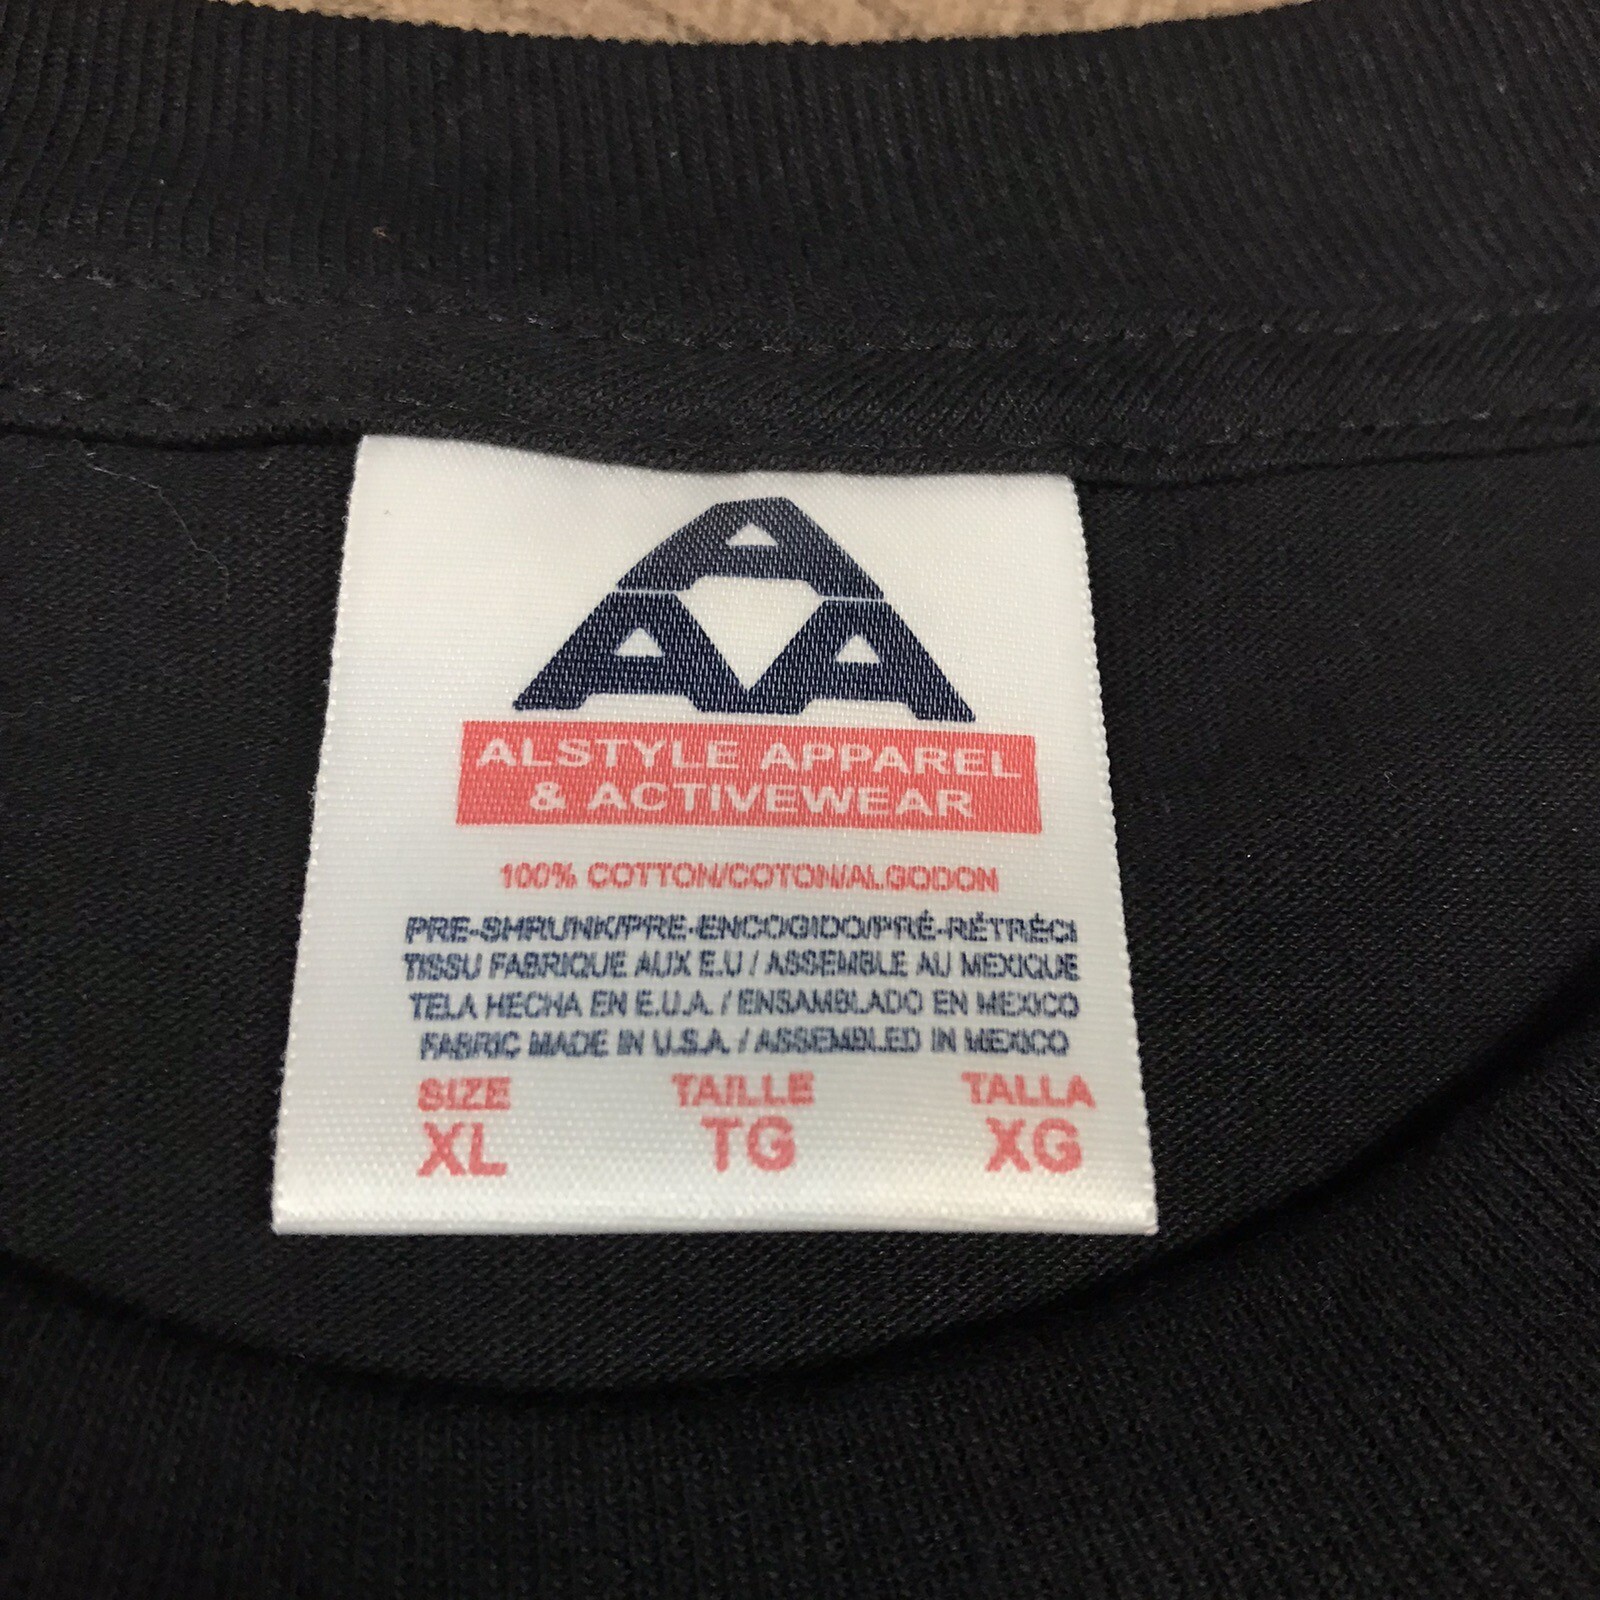 A
A A
ALSTYLE APPAREL
& ACTIVEWEAR
100% COTTON/COTON/ALGODON
PRE-SHRUNK/PRE-ENCOGIDO/PRÉ-RÉTRÉCI
TISSU FABRIQUE AUX E.U / ASSEMBLE AU MEXIQUE
TELA HECHA EN E.U.A. / ENSAMBLADO EN MEXICO
FABRIC MADE IN U.S.A. / ASSEMBLED IN MEXICO
SIZE TAILLE TALLA
XL TG XG